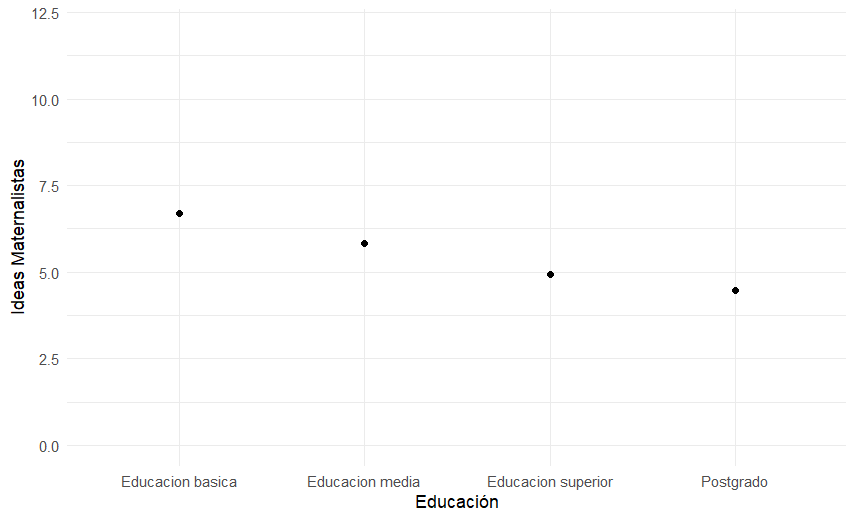 12.5
10.0
7.5
5.0
2.5
0.0
Ideas Maternalistas
Educacion basica
Educacion media
Educacion superior
Postgrado
Educación